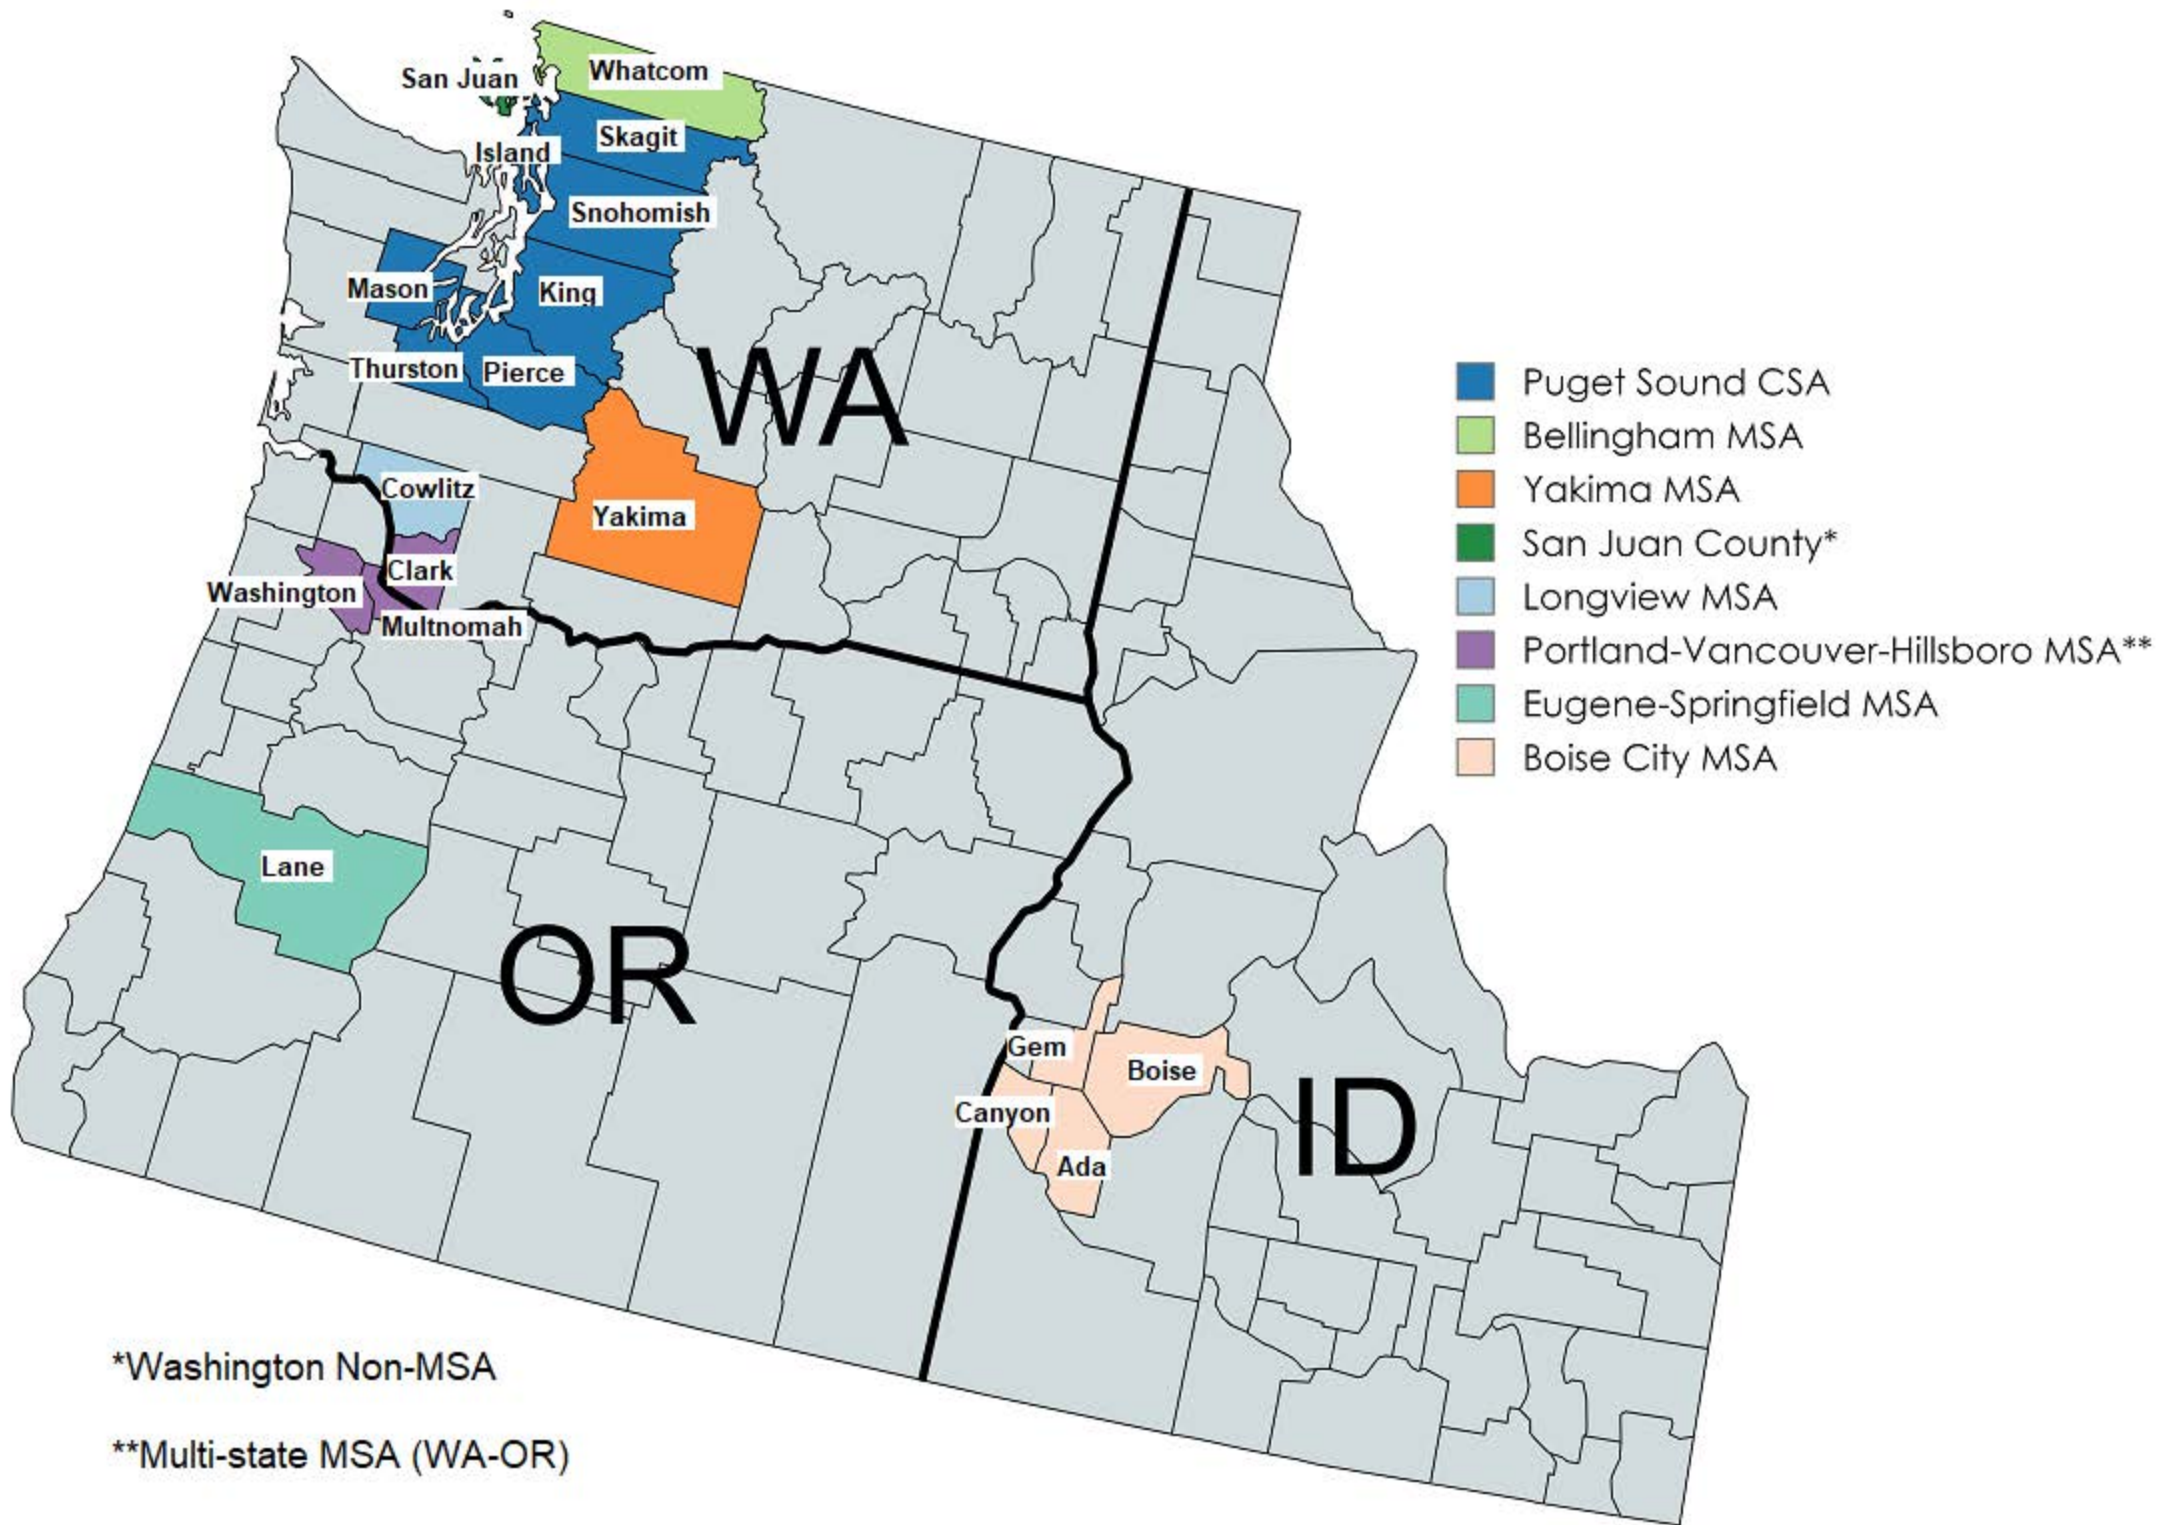 San Juan
Whatcom
Skagit
Island
Snohomish
Mason
King
Thurston
Pierce
WA
Cowlitz
Yakima
Clark
Washington
Multnomah
Lane
OR
Gem
Boise
Canyon
Ada
ID
Puget Sound CSA
Bellingham MSA
Yakima MSA
San Juan County*
Longview MSA
Portland-Vancouver-Hillsboro MSA**
Eugene-Springfield MSA
Boise City MSA
*Washington Non-MSA
**Multi-state MSA (WA-OR)